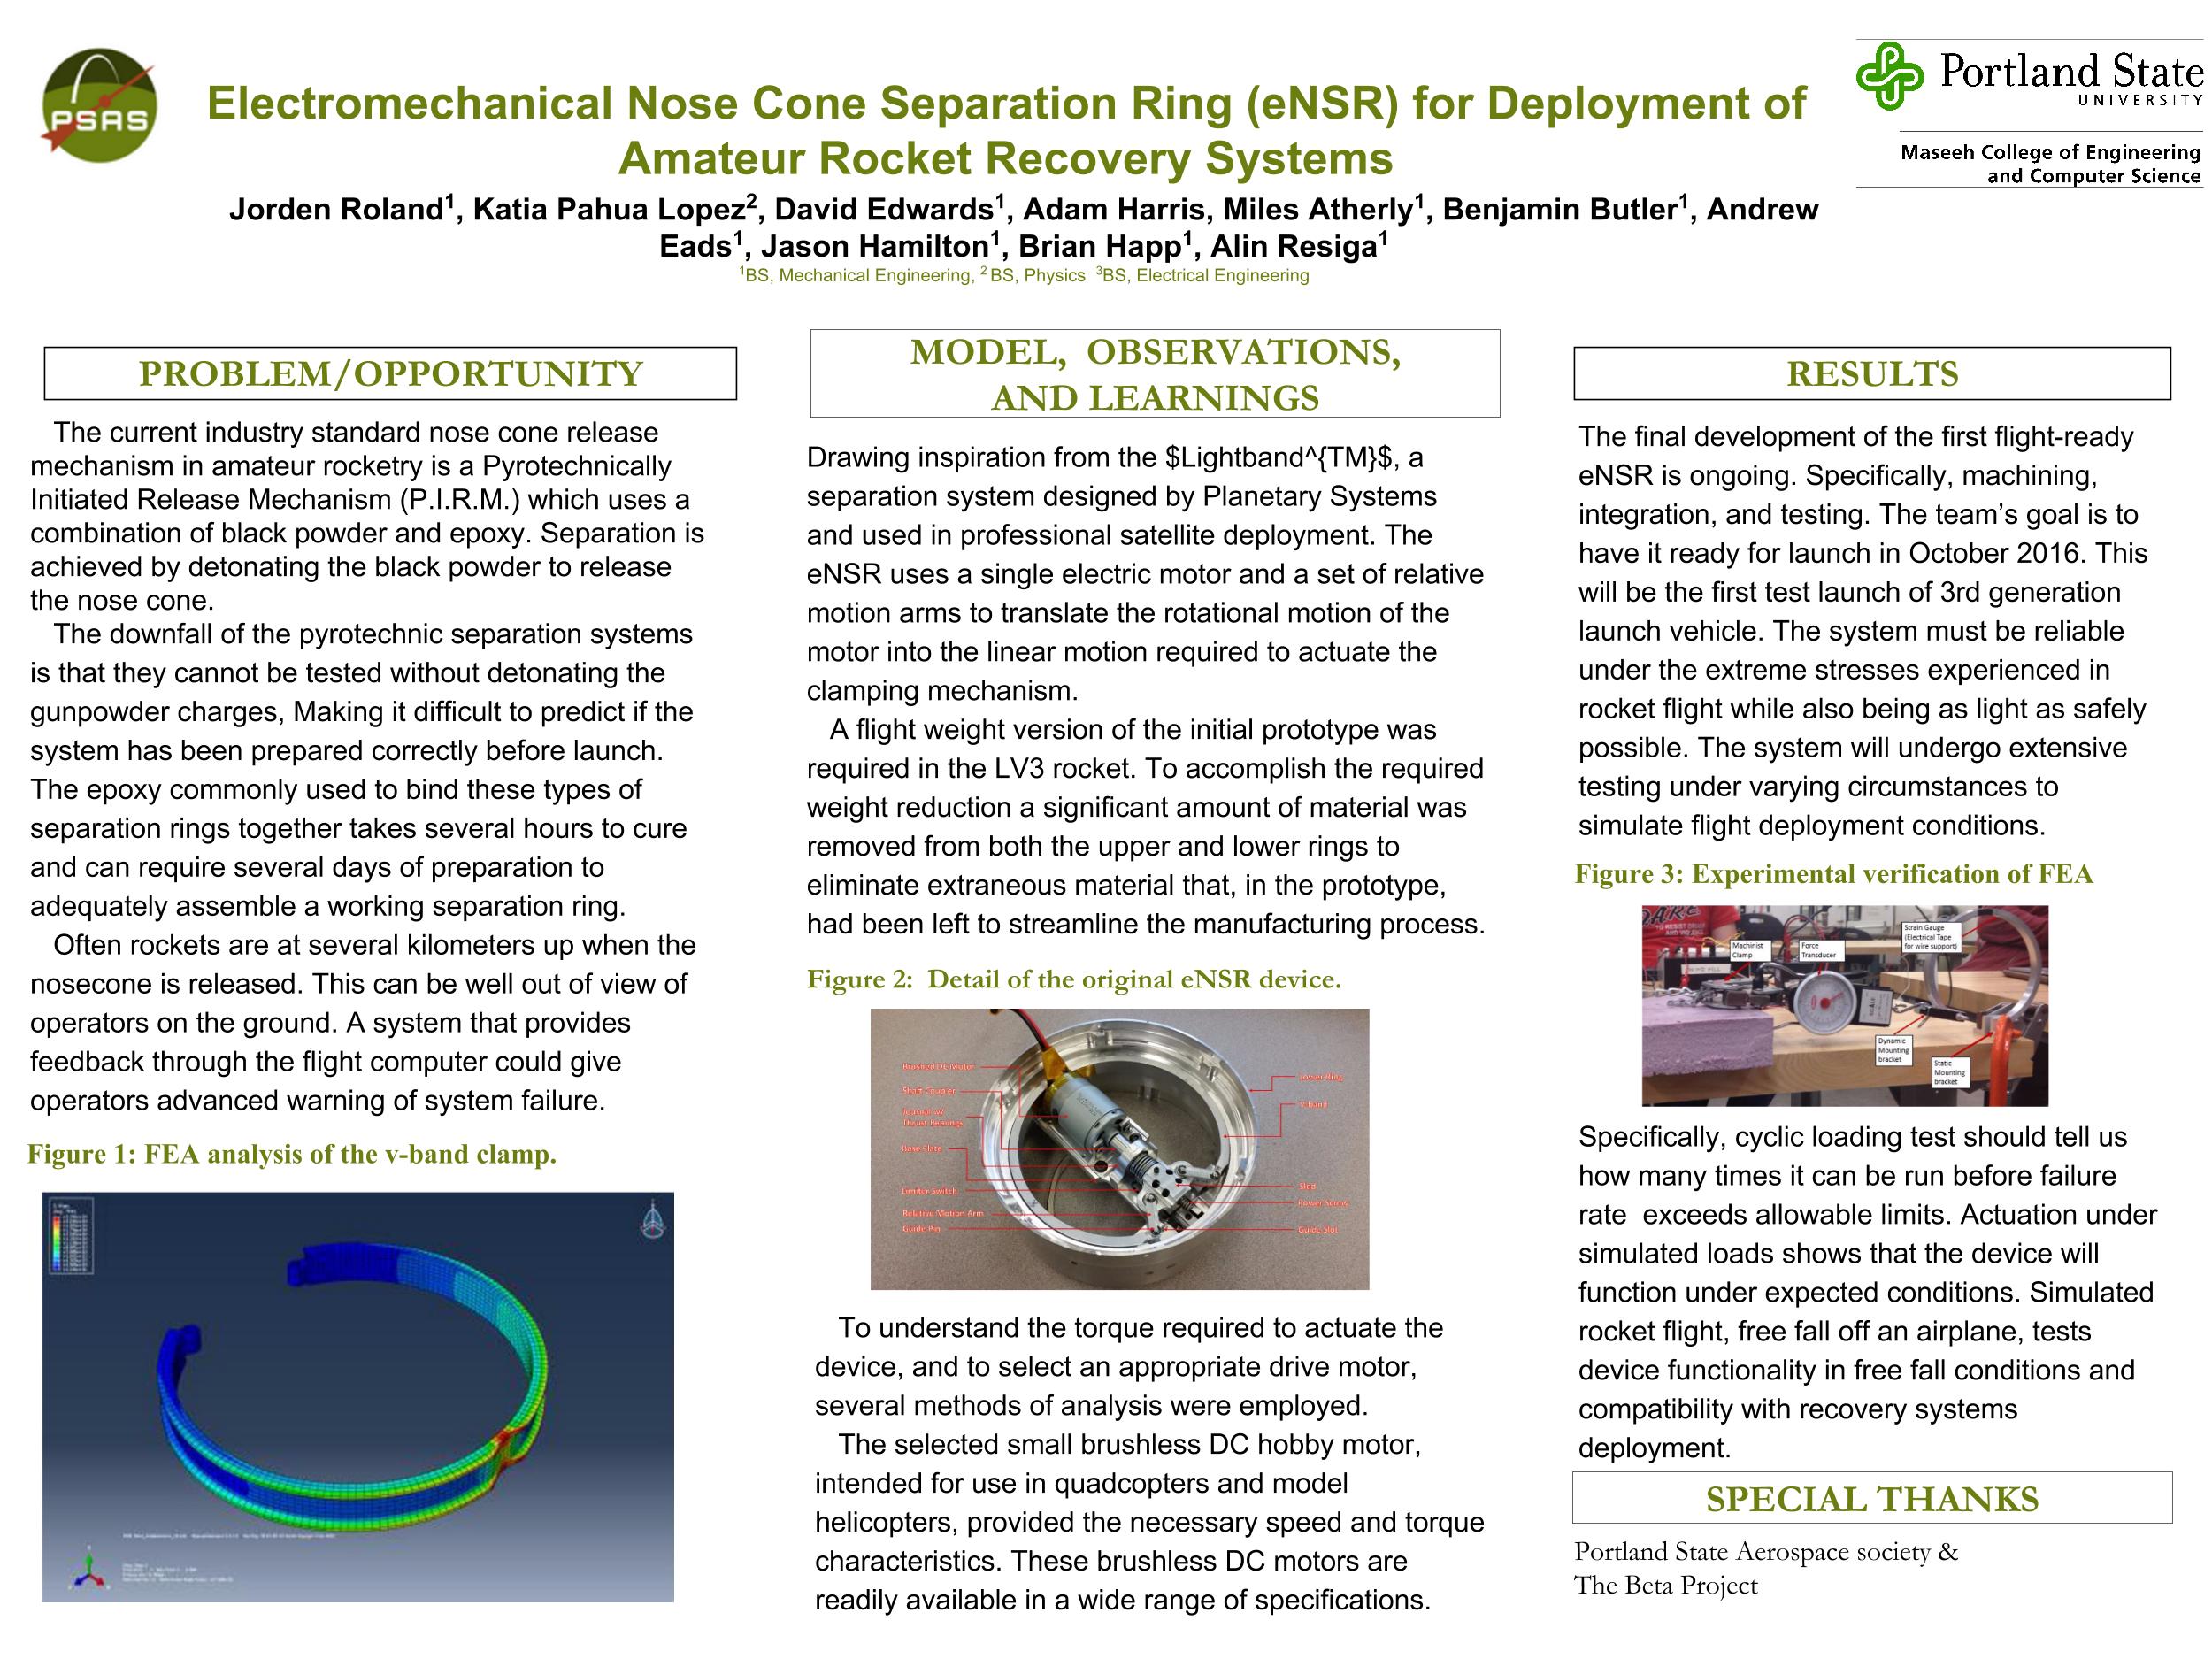 PSAS
Electromechanical Nose Cone Separation Ring (eNSR) for Deployment of
Amateur Rocket Recovery Systems
Jorden Roland¹, Katia Pahua Lopez², David Edwards¹, Adam Harris, Miles Atherly¹, Benjamin Butler¹, Andrew
Eads¹, Jason Hamilton¹, Brian Happ¹, Alin Resiga¹
¹BS, Mechanical Engineering, ² BS, Physics ³BS, Electrical Engineering
Portland State
UNIVERSITY
Maseeh College of Engineering
and Computer Science
PROBLEM/OPPORTUNITY
The current industry standard nose cone release
mechanism in amateur rocketry is a Pyrotechnically
Initiated Release Mechanism (P.I.R.M.) which uses a
combination of black powder and epoxy. Separation is
achieved by detonating the black powder to release
the nose cone.
The downfall of the pyrotechnic separation systems
is that they cannot be tested without detonating the
gunpowder charges, Making it difficult to predict if the
system has been prepared correctly before launch.
The epoxy commonly used to bind these types of
separation rings together takes several hours to cure
and can require several days of preparation to
adequately assemble a working separation ring.
Often rockets are at several kilometers up when the
nosecone is released. This can be well out of view of
operators on the ground. A system that provides
feedback through the flight computer could give
operators advanced warning of system failure.
Figure 1: FEA analysis of the v-band clamp.
MODEL, OBSERVATIONS,
AND LEARNINGS
Drawing inspiration from the $Lightband^{TM}$, a
separation system designed by Planetary Systems
and used in professional satellite deployment. The
eNSR uses a single electric motor and a set of relative
motion arms to translate the rotational motion of the
motor into the linear motion required to actuate the
clamping mechanism.
A flight weight version of the initial prototype was
required in the LV3 rocket. To accomplish the required
weight reduction a significant amount of material was
removed from both the upper and lower rings to
eliminate extraneous material that, in the prototype,
had been left to streamline the manufacturing process.
Figure 2: Detail of the original eNSR device.
Brushed DC Motor
Shaft Coupler
Thrust Bearings
Base Plate
Limiter Switch
Relative Motion Arm
Guide Pin
Lower Ring
V-Band
Sled
Power Screw
Guide Slot
To understand the torque required to actuate the
device, and to select an appropriate drive motor,
several methods of analysis were employed.
The selected small brushless DC hobby motor,
intended for use in quadcopters and model
helicopters, provided the necessary speed and torque
characteristics. These brushless DC motors are
readily available in a wide range of specifications.
RESULTS
The final development of the first flight-ready
eNSR is ongoing. Specifically, machining,
integration, and testing. The team's goal is to
have it ready for launch in October 2016. This
will be the first test launch of 3rd generation
launch vehicle. The system must be reliable
under the extreme stresses experienced in
rocket flight while also being as light as safely
possible. The system will undergo extensive
testing under varying circumstances to
simulate flight deployment conditions.
Figure 3: Experimental verification of FEA
Machinist
Clamp
Force
Transducer
Strain Gauge
(Electrical Tape
for wire support)
Dynamic
Mounting
bracket
Static
Mounting
bracket
Specifically, cyclic loading test should tell us
how many times it can be run before failure
rate exceeds allowable limits. Actuation under
simulated loads shows that the device will
function under expected conditions. Simulated
rocket flight, free fall off an airplane, tests
device functionality in free fall conditions and
compatibility with recovery systems
deployment.
SPECIAL THANKS
Portland State Aerospace society &
The Beta Project